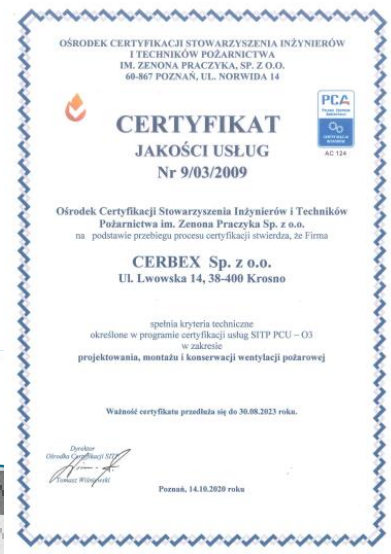 OŚRODEK CERTYFIKACJI STOWARZYSZENIA INŻYNIERÓW
I TECHNIKÓW POŻARNICTWA
IM. ZENONA PRACZYKA, SP. Z O.O.
60-867 POZNAŃ, UL. NORWIDA 14
PCA
CERTYFIKAT
AC 124
JAKOŚCI USŁUG
Nr 9/03/2009
Ośrodek Certyfikacji Stowarzyszenia Inżynierów i Techników
Pożarnictwa im. Zenona Praczyka Sp. z o.o.
na podstawie przebiegu procesu certyfikacji stwierdza, że Firma
CERBEX Sp. z o.o.
Ul. Lwowska 14, 38-400 Krosno
spełnia kryteria techniczne
określone w programie certyfikacji usług SITP PCU – O3
w zakresie
projektowania, montażu i konserwacji wentylacji pożarowej
Ważność certyfikatu przedłuża się do 30.08.2023 roku.
Dyrektor
Ośrodka Certyfikacji SITP
Tomasz Wiśniewski
Poznań, 14.10.2020 roku